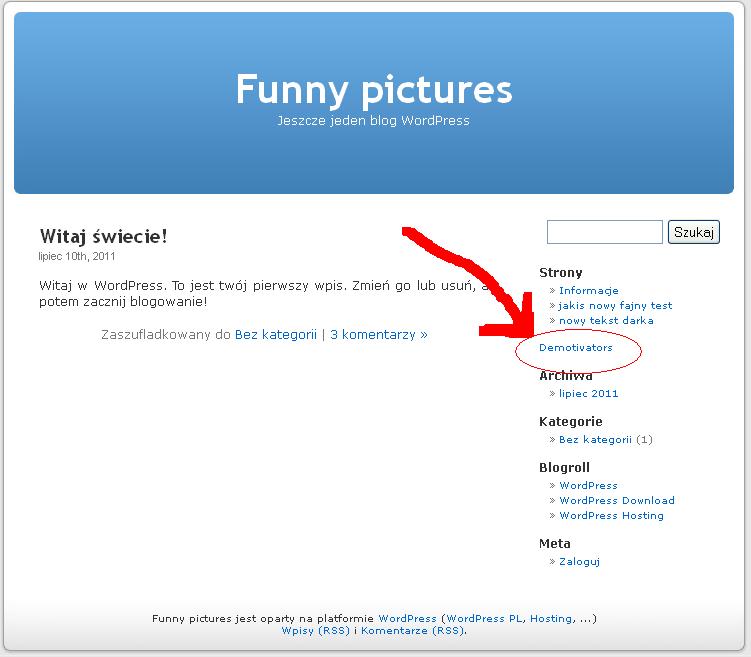 Funny pictures
Jeszcze jeden blog WordPress
Witaj świecie!
lipiec 10th, 2011
Witaj w WordPress. To jest twój pierwszy wpis. Zmień go lub usuń, a
potem zacznij blogowanie!
Zaszufladkowany do Bez kategorii | 3 komentarzy »
Szukaj
Strony
» Informacje
» jakis nowy fajny test
» nowy tekst darka
Demotivators
Archiwa
» lipiec 2011
Kategorie
» Bez kategorii (1)
Blogroll
» WordPress
» WordPress Download
» WordPress Hosting
Meta
» Zaloguj
Funny pictures jest oparty na platformie WordPress (WordPress PL, Hosting, ...)
Wpisy (RSS) i Komentarze (RSS).